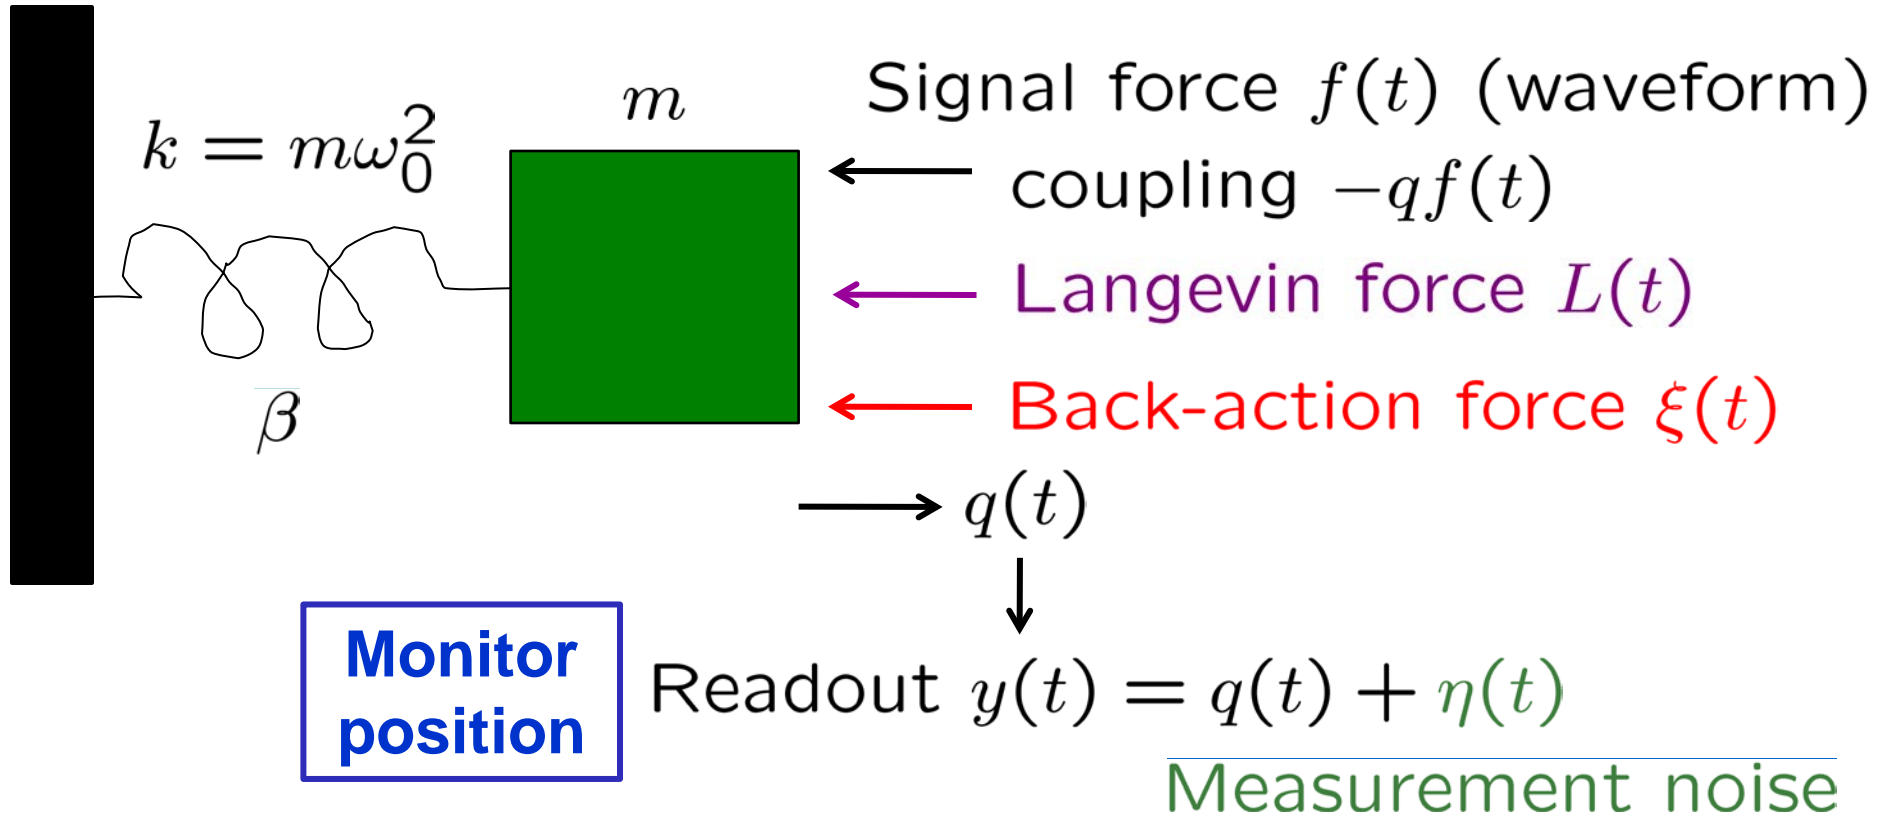 m
k = mω₀²
β
Signal force f(t) (waveform)
coupling −qf(t)
Langevin force L(t)
Back-action force ξ(t)
q(t)
Monitor
position
Readout y(t) = q(t) + η(t)
Measurement noise